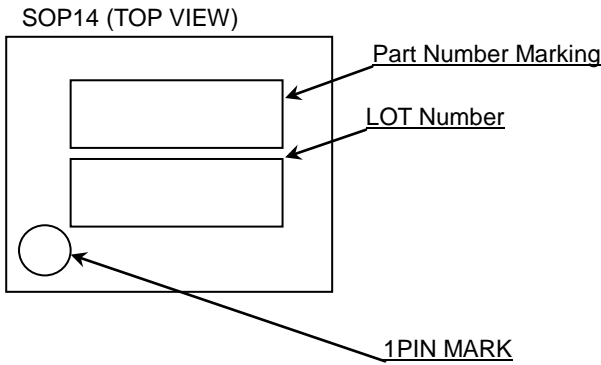 SOP14 (TOP VIEW)
Part Number Marking
LOT Number
1PIN MARK